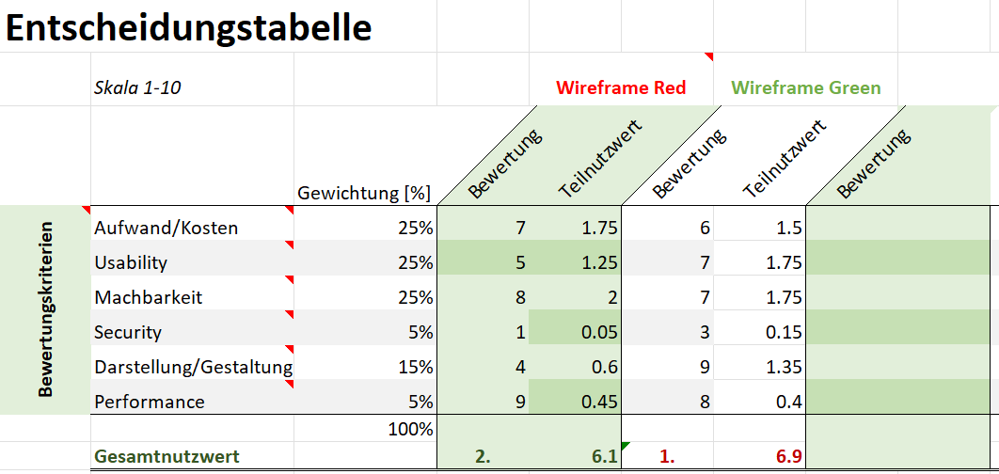 Entscheidungstabelle
Skala 1-10 Wireframe Red Wireframe Green
Gewichtung [%] Bewertung Teilnutzwert Bewertung Teilnutzwert Bewertung
Bewertungskriterien
Aufwand/Kosten 25% 7 1.75 6 1.5
Usability 25% 5 1.25 7 1.75
Machbarkeit 25% 8 2 7 1.75
Security 5% 1 0.05 3 0.15
Darstellung/Gestaltung 15% 4 0.6 9 1.35
Performance 5% 9 0.45 8 0.4
100%
Gesamtnutzwert 2. 6.1 1. 6.9